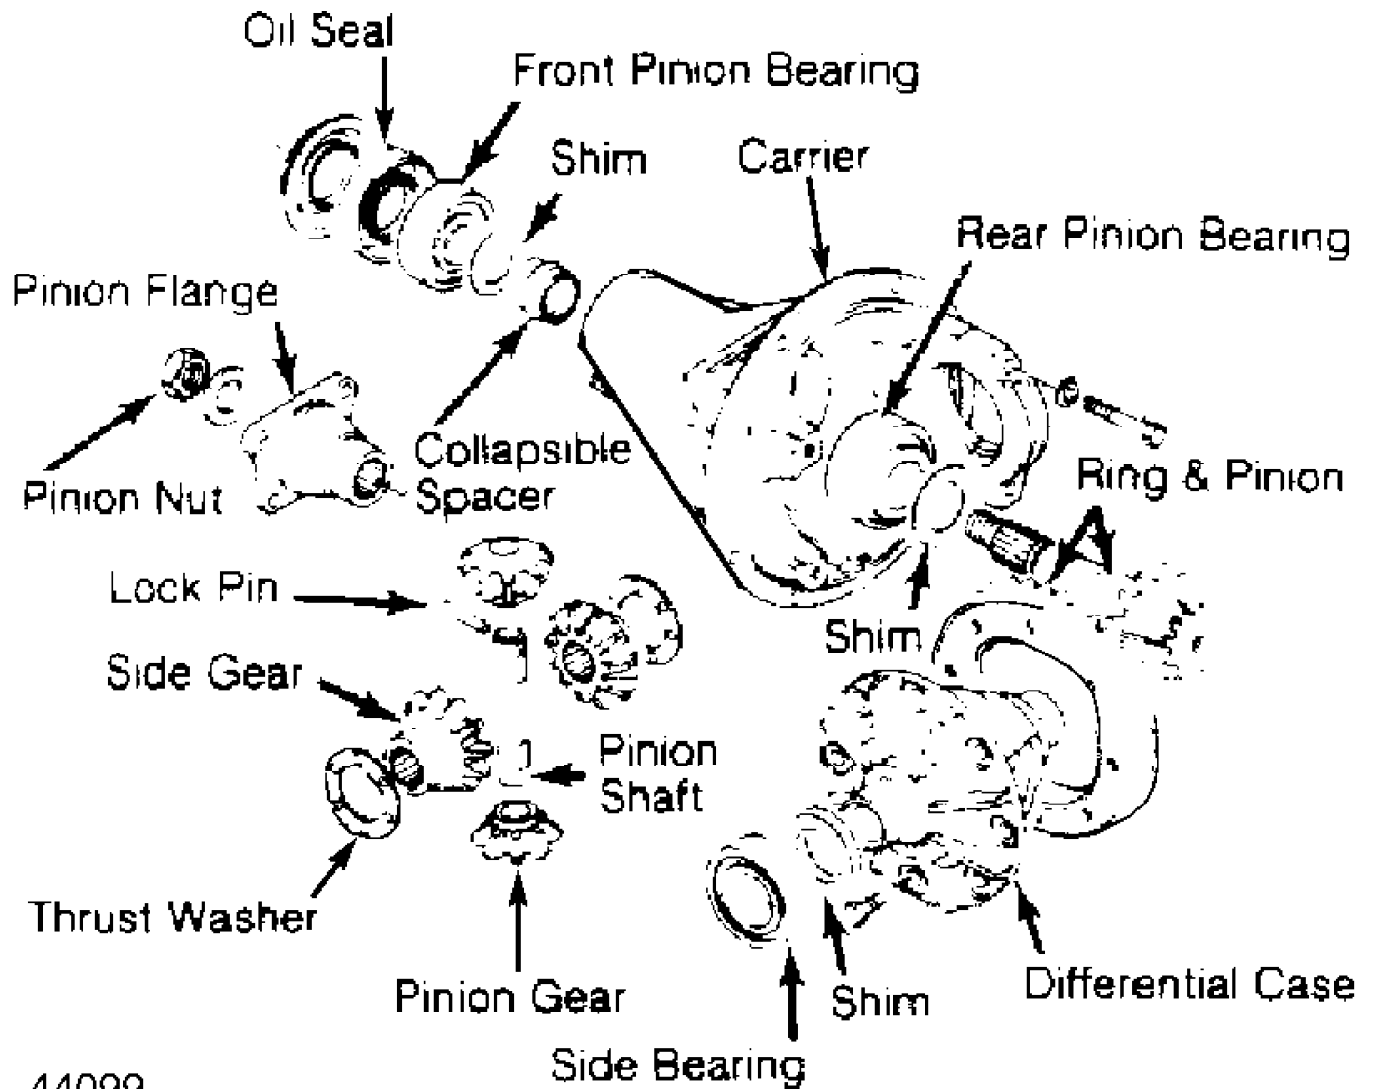 Oil Seal
Front Pinion Bearing
Shim
Carrier
Rear Pinion Bearing
Pinion Flange
Collapsible
Spacer
Ring & Pinion
Pinion Nut
Lock Pin
Shim
Side Gear
Pinion
Shaft
Thrust Washer
Pinion Gear
Shim
Differential Case
Side Bearing
44099